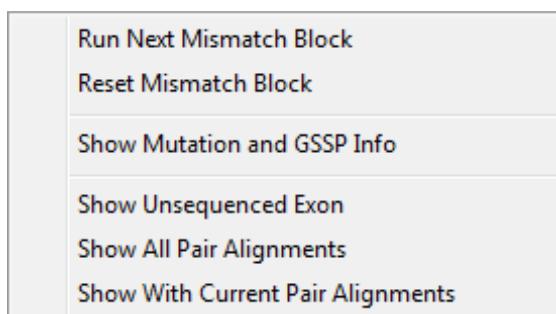 Run Next Mismatch Block
Reset Mismatch Block
Show Mutation and GSSP Info
Show Unsequenced Exon
Show All Pair Alignments
Show With Current Pair Alignments